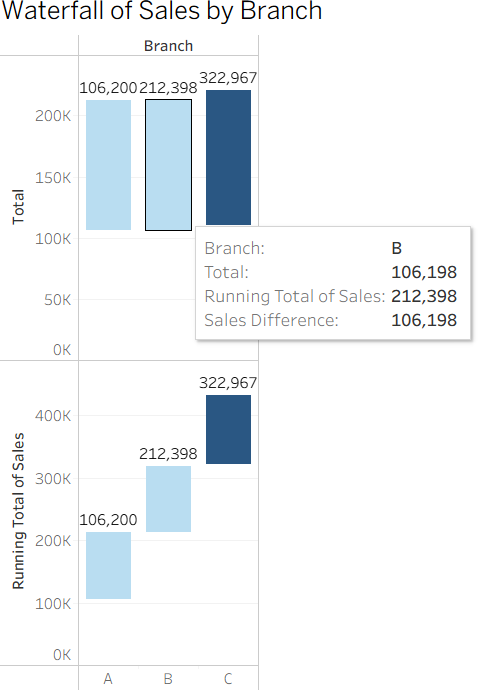 Waterfall of Sales by Branch
Branch
106,200 212,398 322,967
200K
150K
100K
50K
0K
Total
Branch: B
Total: 106,198
Running Total of Sales: 212,398
Sales Difference: 106,198
322,967
212,398
106,200
400K
300K
200K
100K
0K
Running Total of Sales
A B C